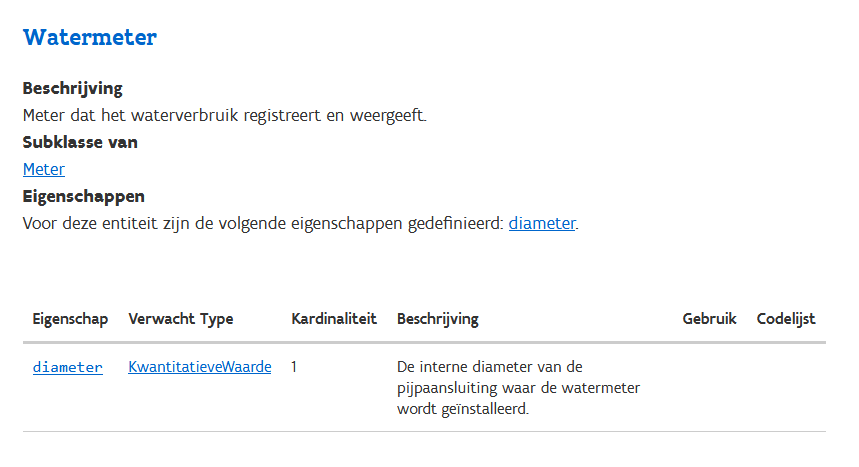 Watermeter
Beschrijving
Meter dat het waterverbruik registreert en weergeeft.
Subklasse van
Meter
Eigenschappen
Voor deze entiteit zijn de volgende eigenschappen gedefinieerd: diameter.
Eigenschap Verwacht Type Kardinaliteit Beschrijving Gebruik Codelijst
diameter KwantitatieveWaarde 1 De interne diameter van de
pijpaansluiting waar de watermeter
wordt geïnstalleerd.